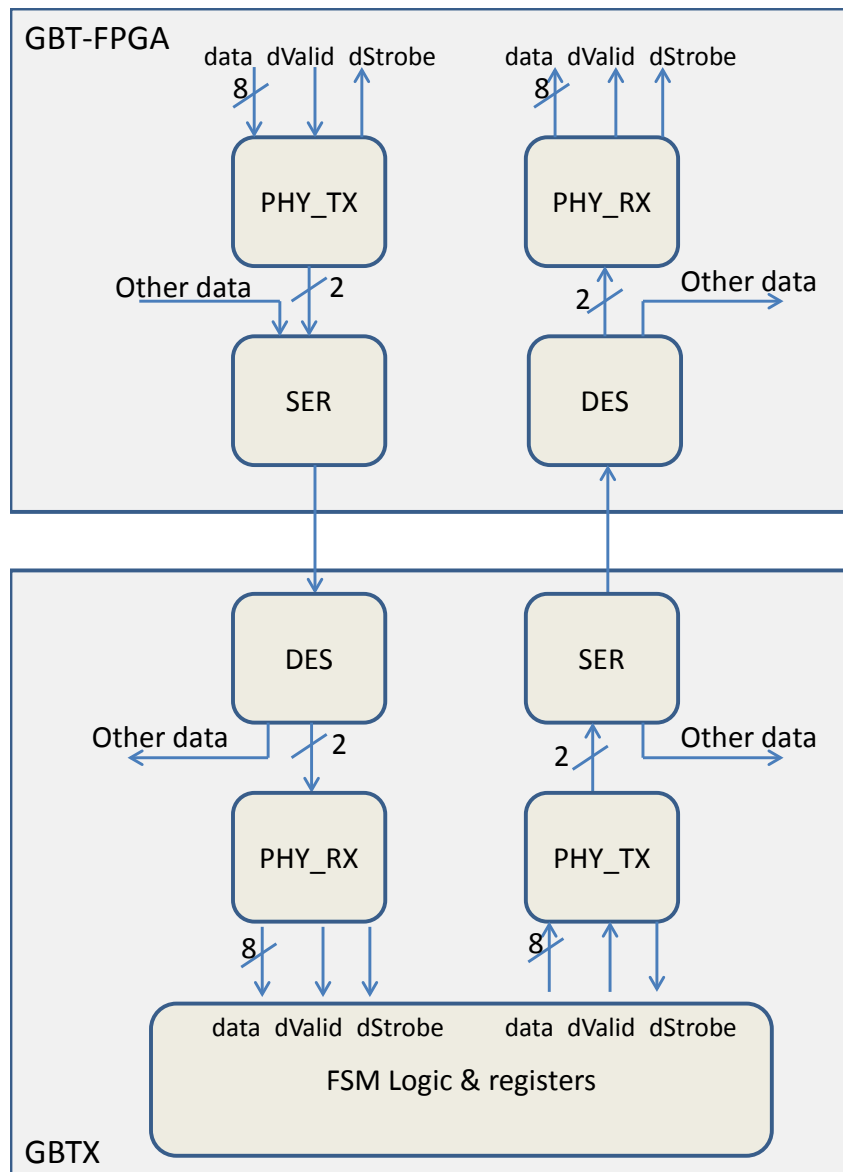 GBT-FPGA
data dValid dStrobe data dValid dStrobe
8 8
PHY_TX PHY_RX
Other data 2 2 Other data
SER DES
DES SER
Other data 2 2 Other data
PHY_RX PHY_TX
8 8
data dValid dStrobe data dValid dStrobe
FSM Logic & registers
GBTX